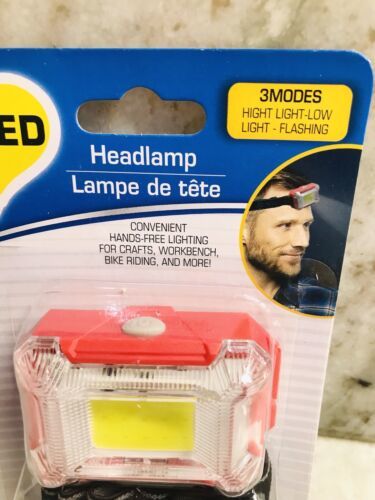 ED
3MODES
HIGHT LIGHT-LOW
LIGHT - FLASHING
Headlamp
Lampe de tête
CONVENIENT
HANDS-FREE LIGHTING
FOR CRAFTS, WORKBENCH,
BIKE RIDING, AND MORE!